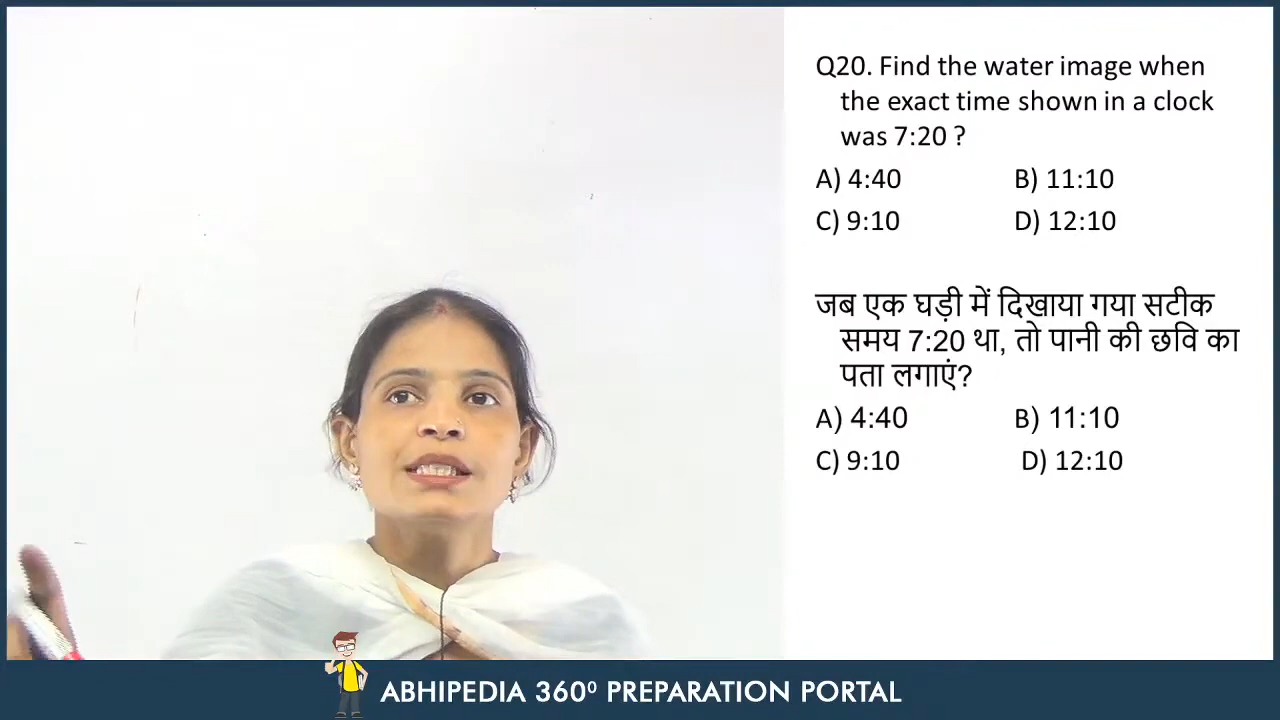 Q20. Find the water image when
the exact time shown in a clock
was 7:20 ?
A) 4:40 B) 11:10
C) 9:10 D) 12:10
जब एक घड़ी में दिखाया गया सटीक
समय 7:20 था, तो पानी की छवि का
पता लगाएं?
A) 4:40 B) 11:10
C) 9:10 D) 12:10
ABHIPEDIA 360⁰ PREPARATION PORTAL